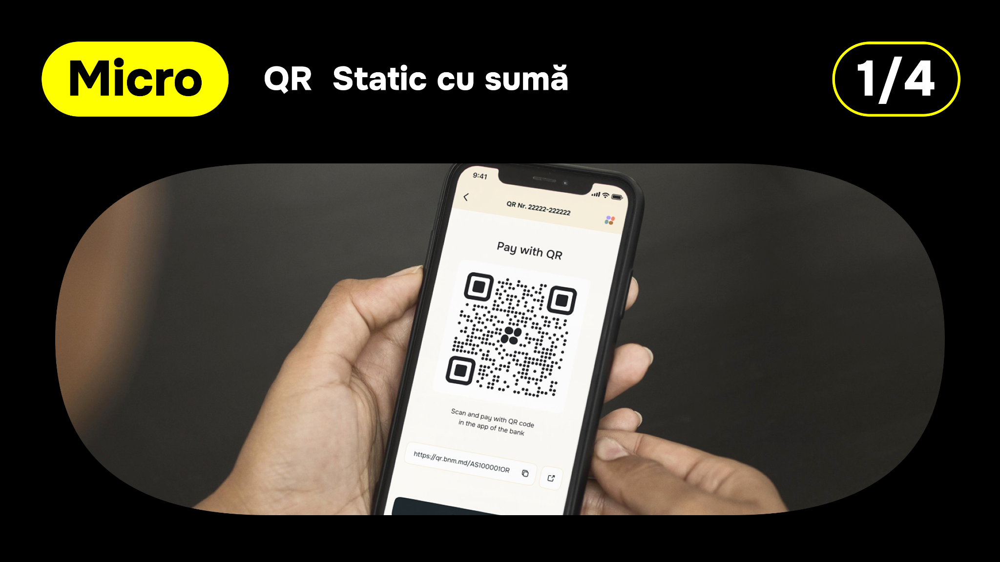 Micro
QR Static cu sumă
1/4
9:41
QR Nr. 22222-222222
Pay with QR
Scan and pay with QR code
in the app of the bank
https://qr.bnm.md/AS100001OR